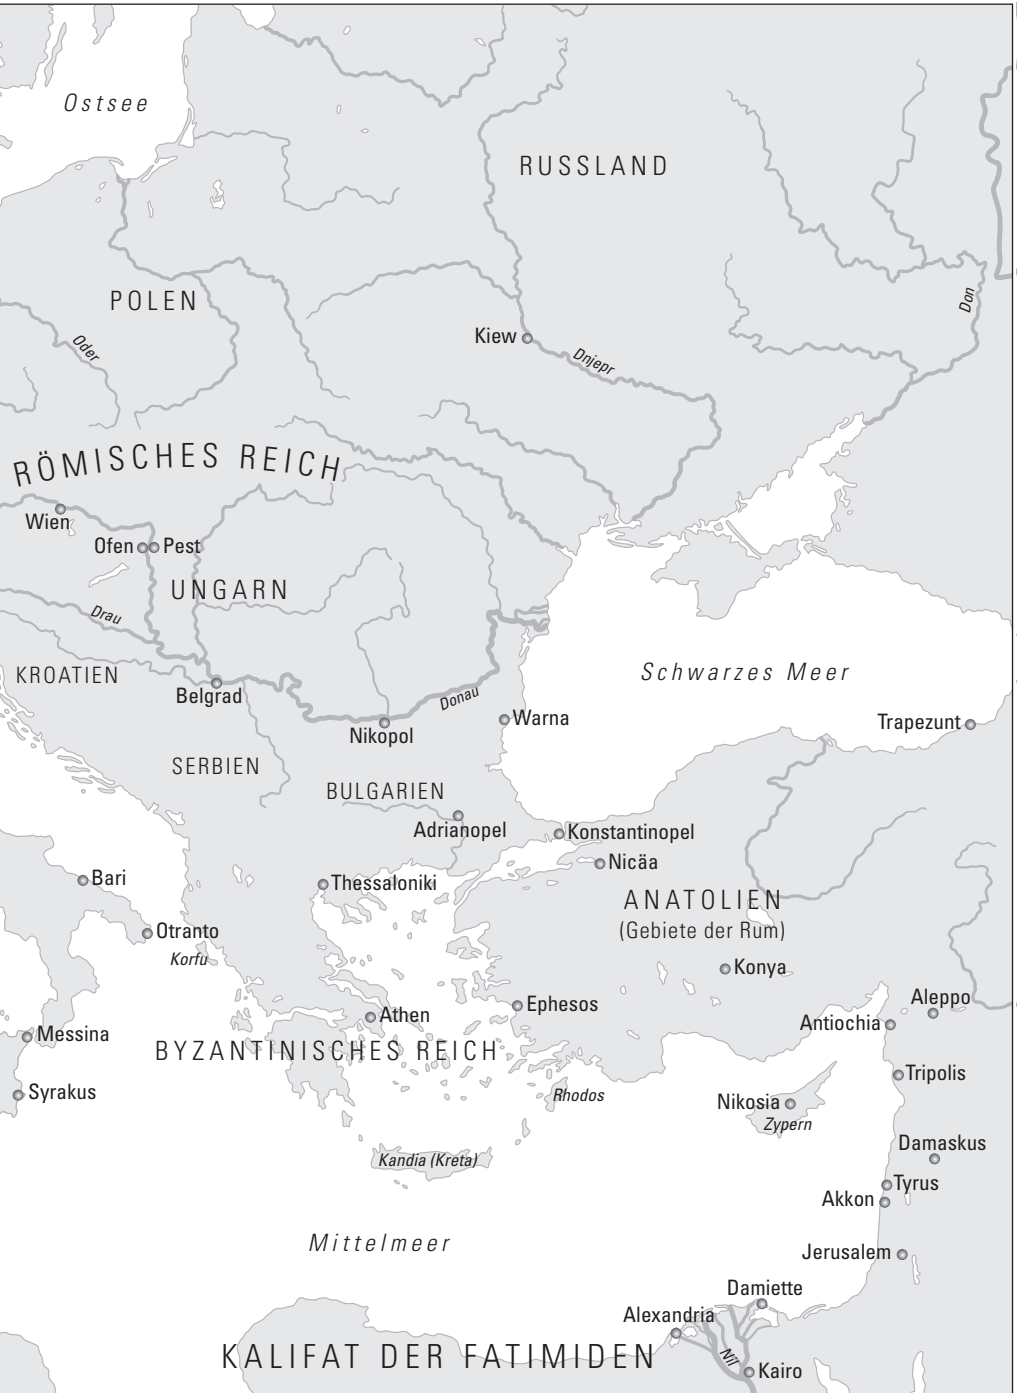 Ostsee
RUSSLAND
POLEN
Don
Oder
Kiew
Dnjepr
RÖMISCHES REICH
Wien
Ofen
Pest
UNGARN
Drau
KROATIEN
Schwarzes Meer
Belgrad
Donau
Warna
Trapezunt
Nikopol
SERBIEN
BULGARIEN
Adrianopel
Konstantinopel
Nicäa
Bari
Thessaloniki
ANATOLIEN
(Gebiete der Rum)
Otranto
Korfu
Konya
Aleppo
Ephesos
Athen
Antiochia
Messina
BYZANTINISCHES REICH
Tripolis
Syrakus
Rhodos
Nikosia
Zypern
Damaskus
Kandia (Kreta)
Tyrus
Akkon
Mittelmeer
Jerusalem
Damiette
Alexandria
KALIFAT DER FATIMIDEN
Nil
Kairo